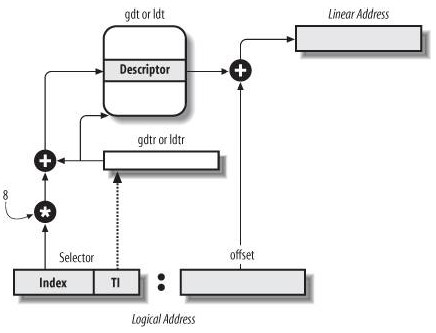 gdt or ldt
Linear Address
Descriptor
+
gdtr or ldtr
+
8
*
Selector
offset
Index
TI
:
Logical Address